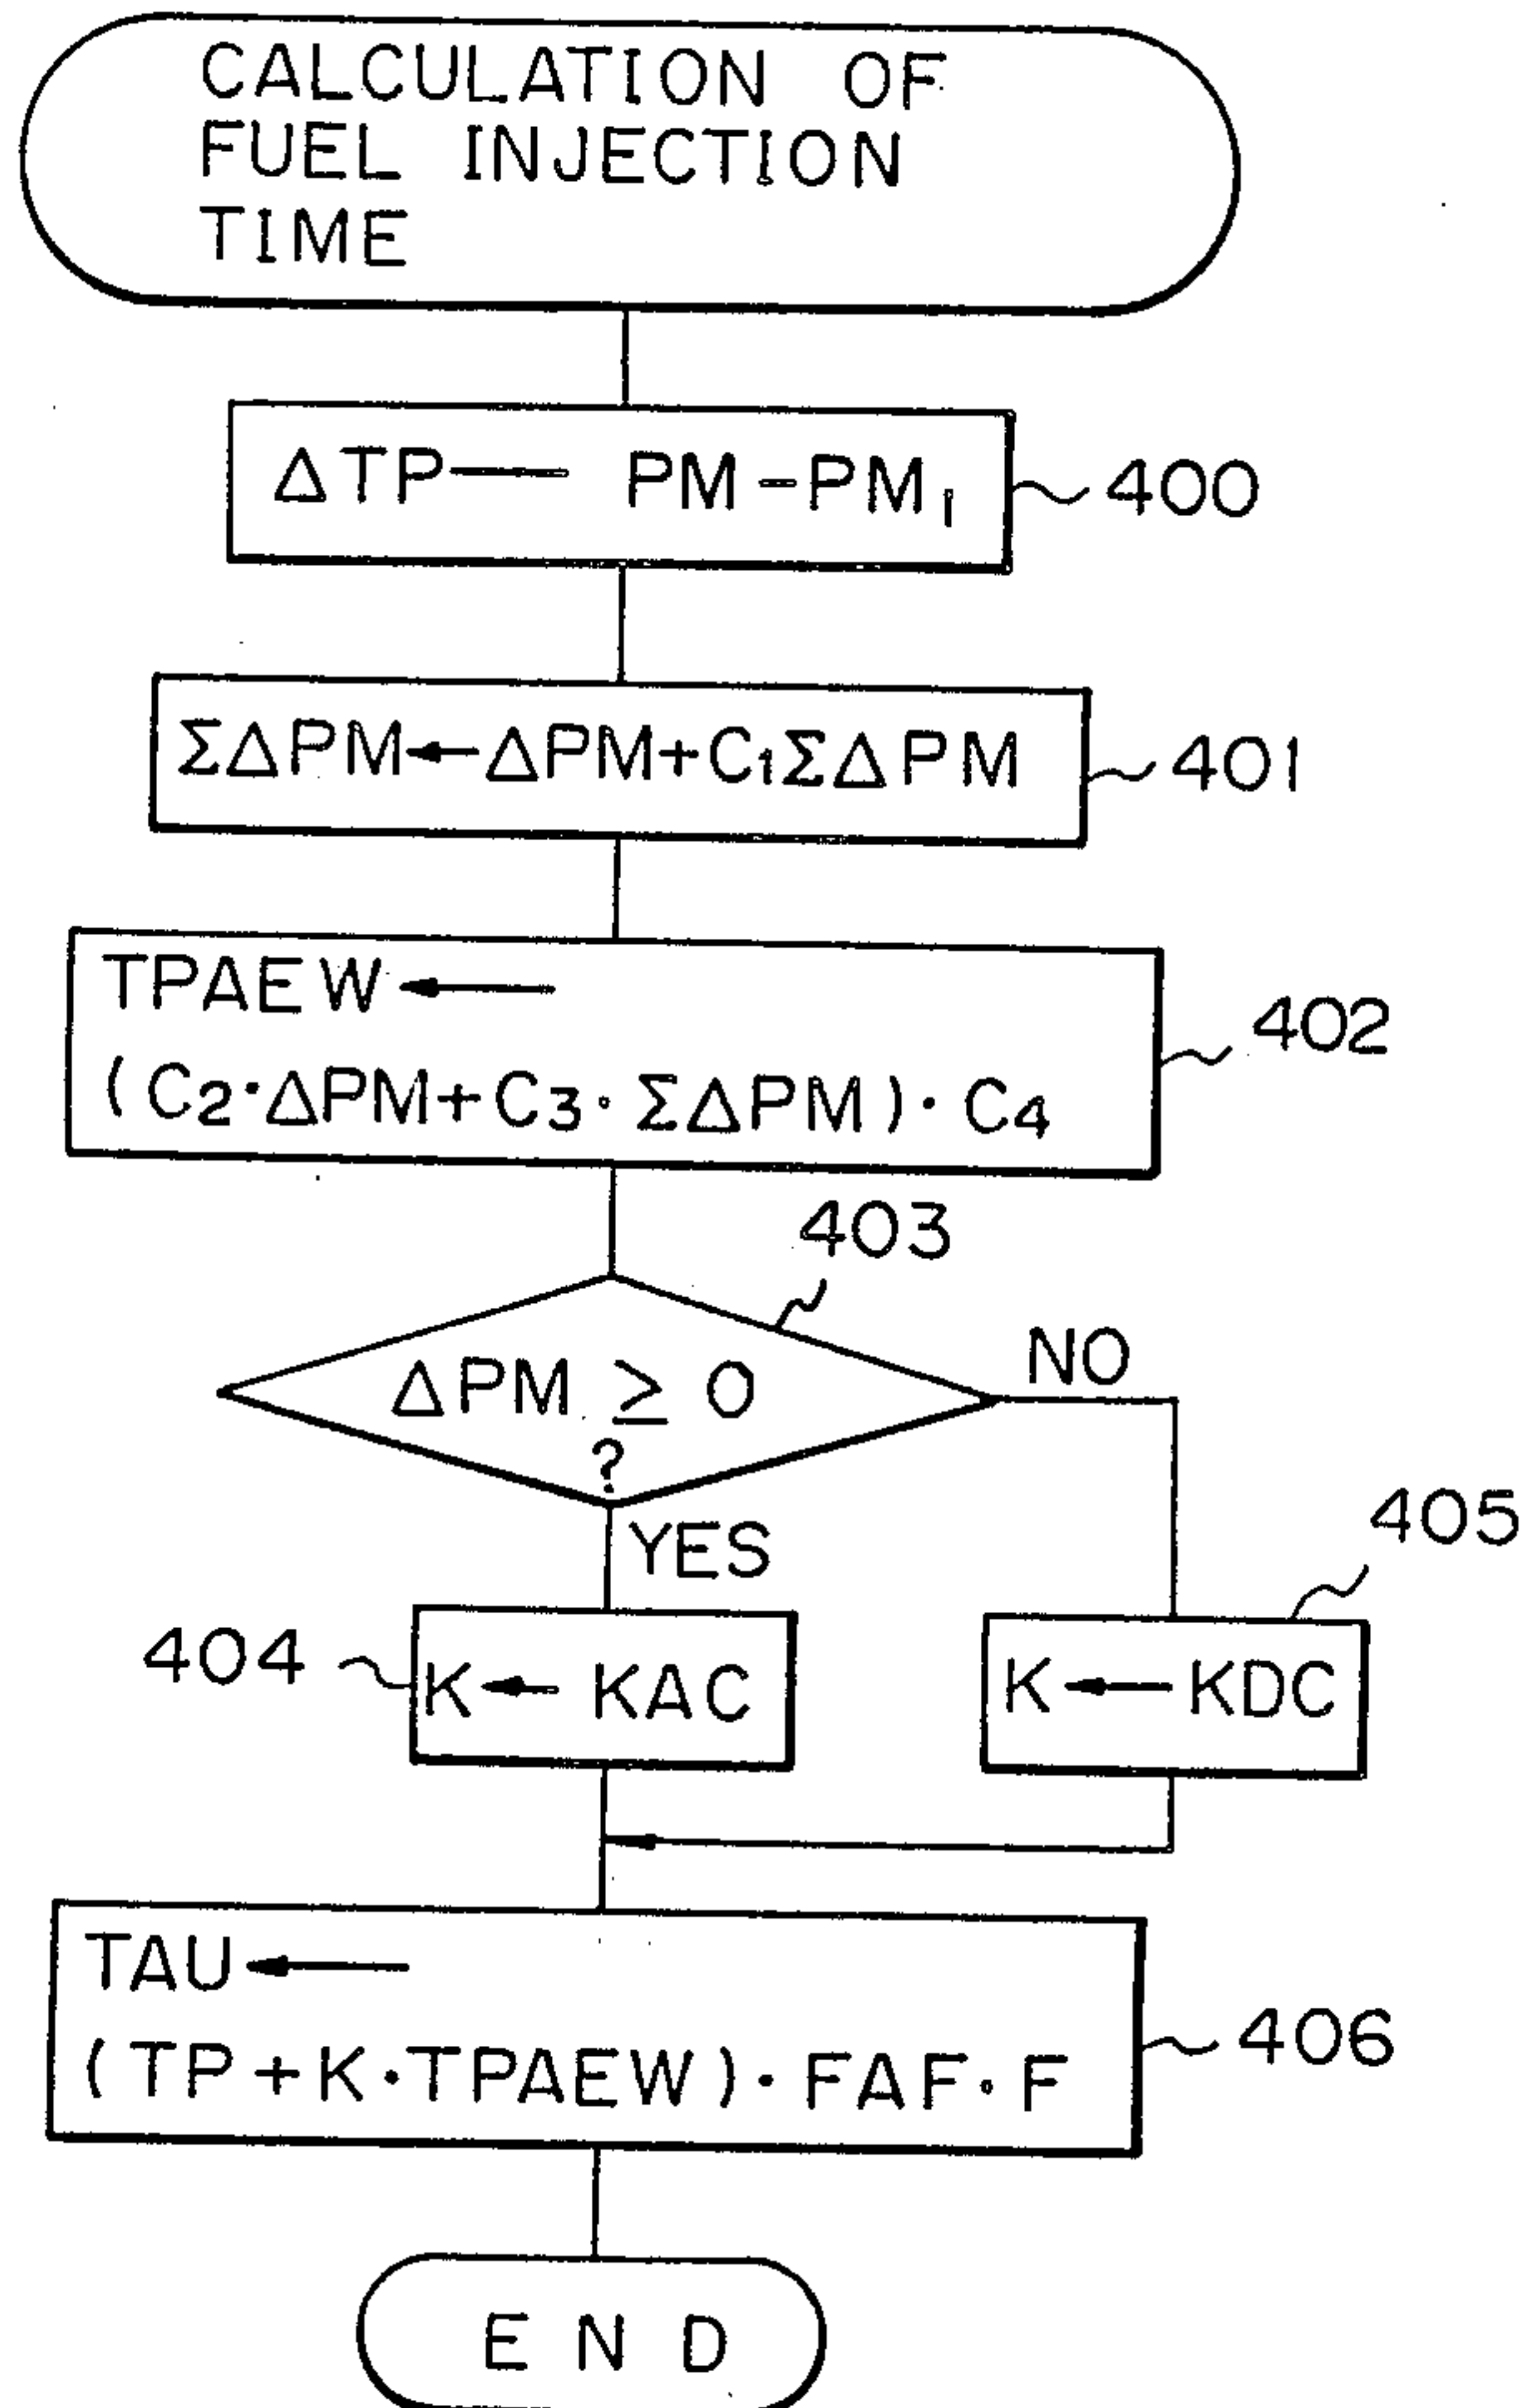 CALCULATION OF
FUEL INJECTION
TIME
ΔTP — PM-PM₁
400
ΣΔPM←ΔPM+C₁ΣΔPM
401
TPAEW ←
(C₂·ΔPM+C₃·ΣΔPM)·C₄
402
403
ΔPM ≥ 0
?
NO
YES
405
404
K ← KAC
K ← KDC
TAU ←
(TP+K·TPAEW)·FAF·F
406
END